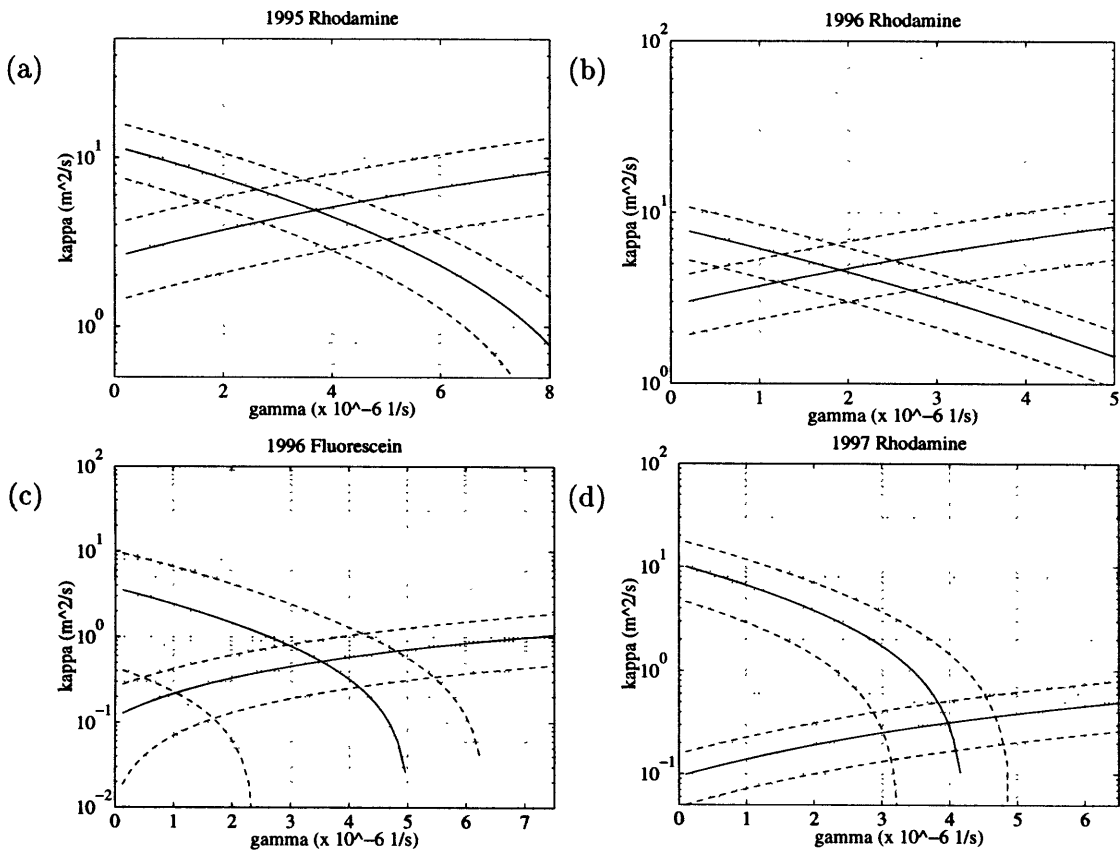 1995 Rhodamine
(a)
kappa (m^2/s)
10^1
10^0
0 2 4 6 8
gamma (x 10^−6 1/s)
1996 Rhodamine
(b)
kappa (m^2/s)
10^2
10^1
10^0
0 1 2 3 4 5
gamma (x 10^−6 1/s)
1996 Fluorescein
(c)
kappa (m^2/s)
10^2
10^1
10^0
10^−1
10^−2
0 1 2 3 4 5 6 7
gamma (x 10^−6 1/s)
1997 Rhodamine
(d)
kappa (m^2/s)
10^2
10^1
10^0
10^−1
0 1 2 3 4 5 6
gamma (x 10^−6 1/s)